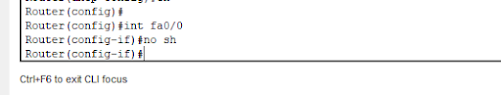 Router(config)#
Router(config)#int fa0/0
Router(config-if)#no sh
Router(config-if)#
Ctrl+F6 to exit CLI focus